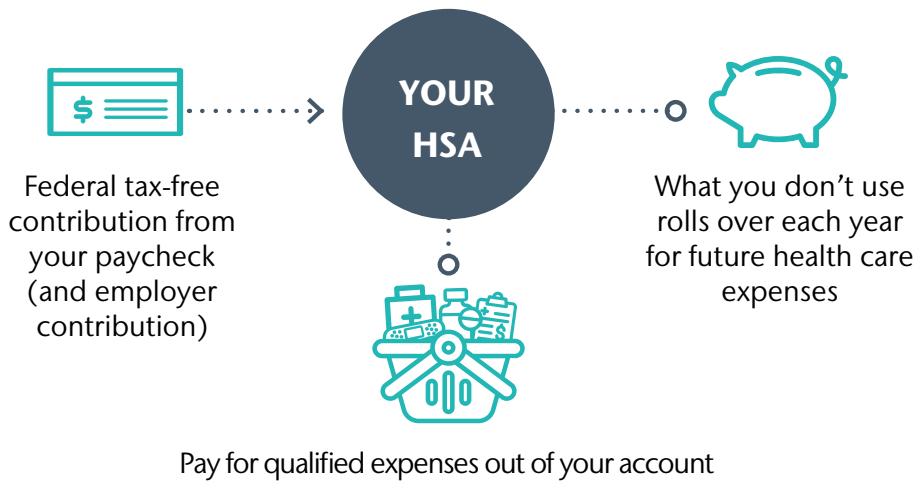 YOUR
HSA
$
Federal tax-free
contribution from
your paycheck
(and employer
contribution)
What you don’t use
rolls over each year
for future health care
expenses
$
Pay for qualified expenses out of your account